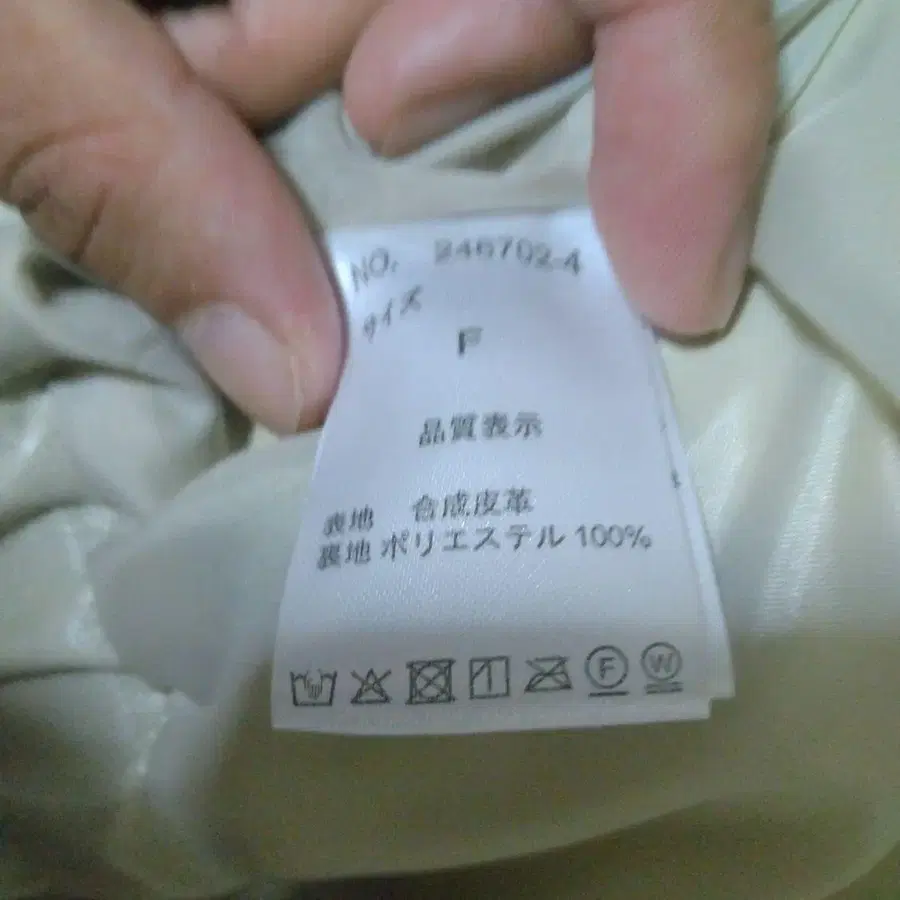 NO. 246702-4
サイズ
F
品質表示
表地 合成皮革
裏地 ポリエステル 100%
F W